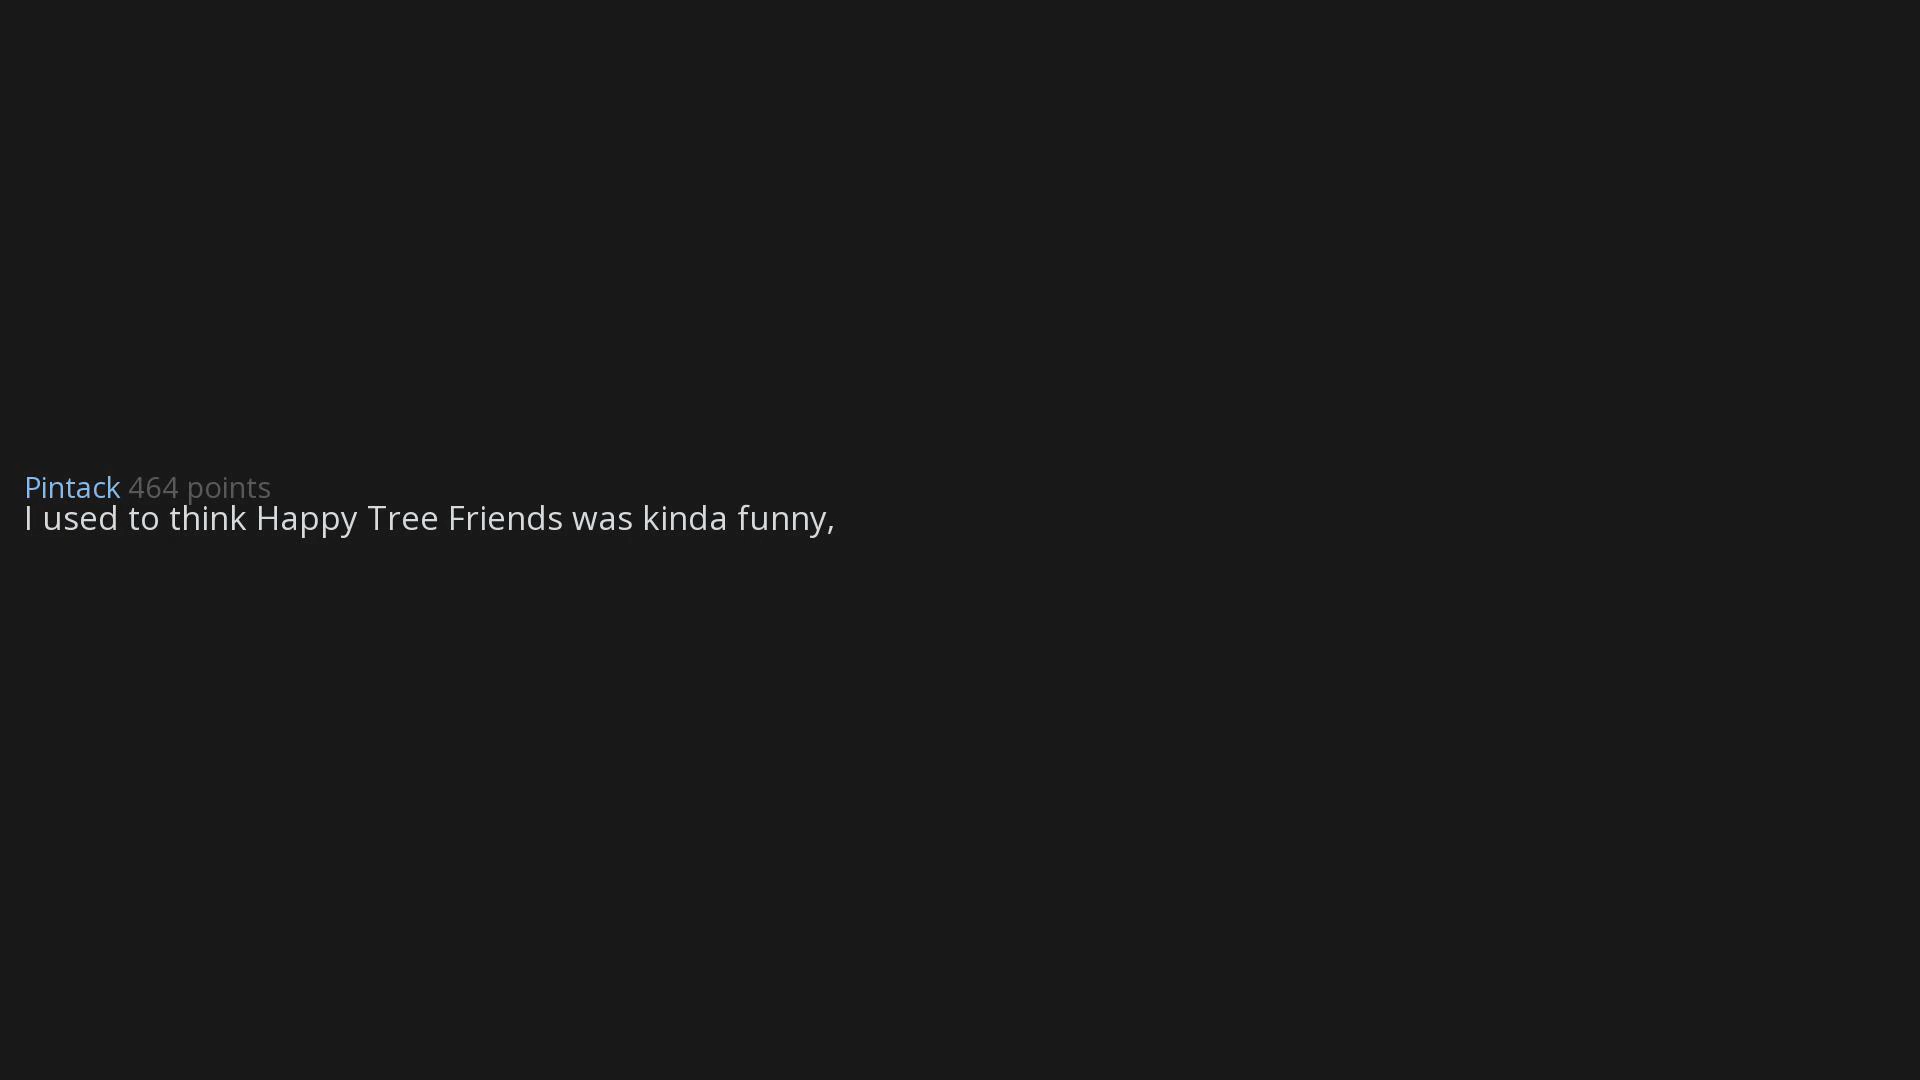 Pintack 464 points
I used to think Happy Tree Friends was kinda funny,